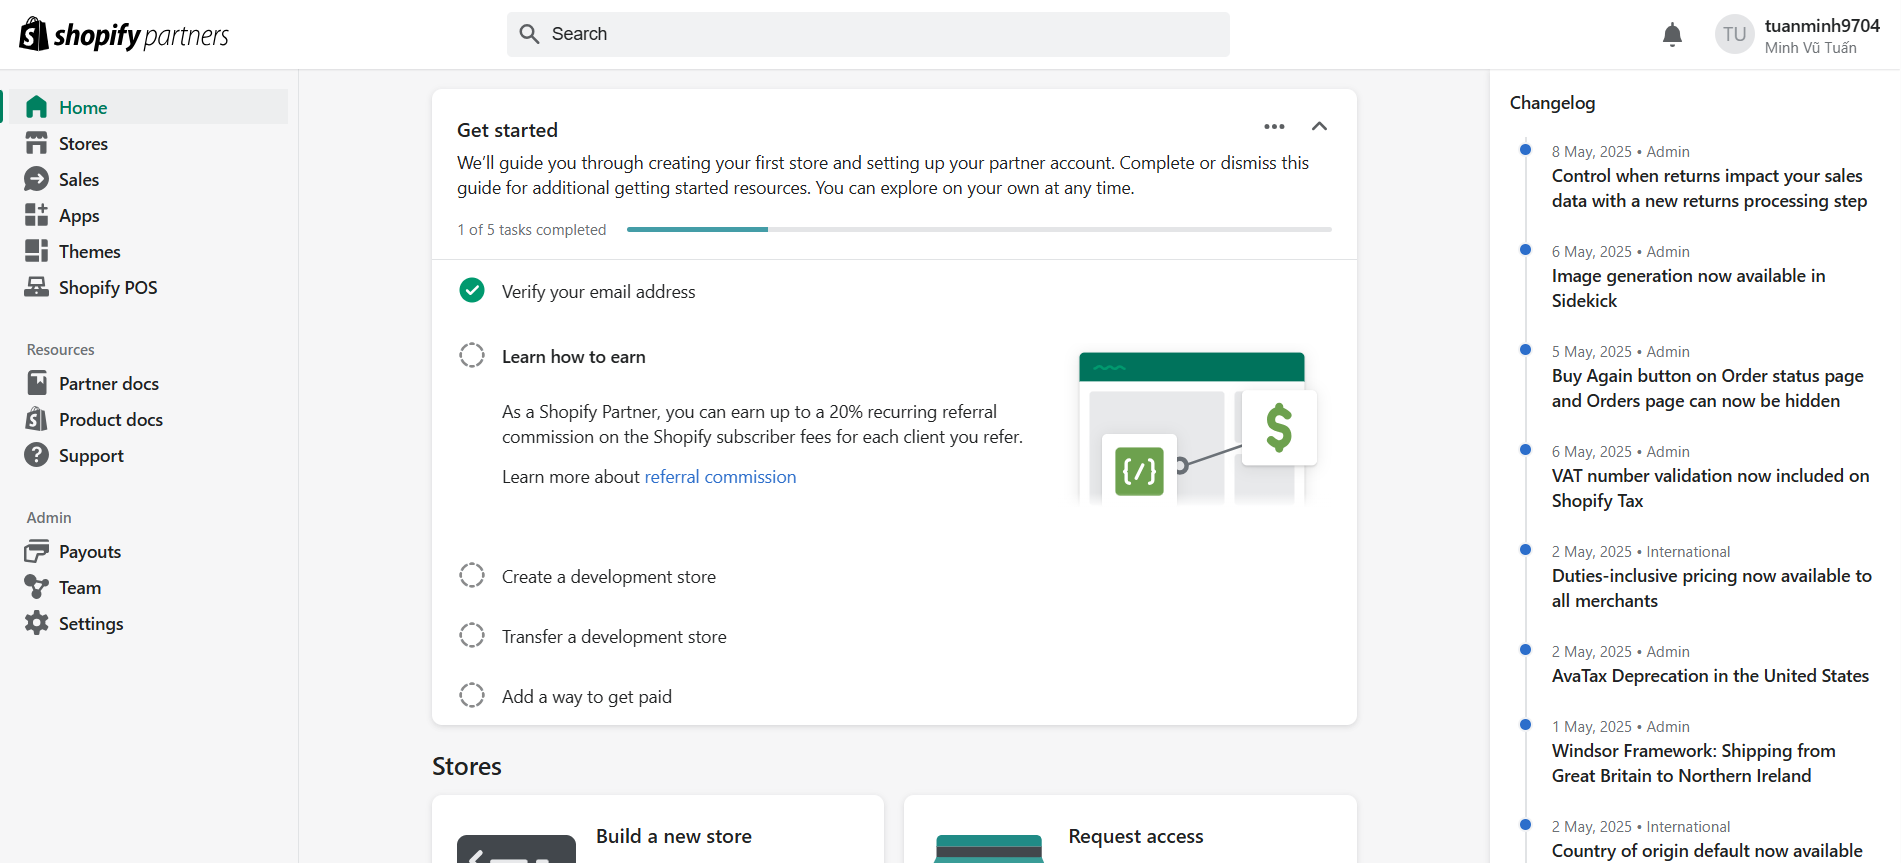 shopify partners
Search
TU
tuanminh9704
Minh Vũ Tuấn
Home
Stores
Sales
Apps
Themes
Shopify POS
Resources
Partner docs
Product docs
Support
Admin
Payouts
Team
Settings
Get started
We'll guide you through creating your first store and setting up your partner account. Complete or dismiss this
guide for additional getting started resources. You can explore on your own at any time.
1 of 5 tasks completed
Verify your email address
Learn how to earn
As a Shopify Partner, you can earn up to a 20% recurring referral
commission on the Shopify subscriber fees for each client you refer.
Learn more about referral commission
{/}
$
Create a development store
Transfer a development store
Add a way to get paid
Stores
Build a new store
Request access
Changelog
8 May, 2025 • Admin
Control when returns impact your sales
data with a new returns processing step
6 May, 2025 • Admin
Image generation now available in
Sidekick
5 May, 2025 • Admin
Buy Again button on Order status page
and Orders page can now be hidden
6 May, 2025 • Admin
VAT number validation now included on
Shopify Tax
2 May, 2025 • International
Duties-inclusive pricing now available to
all merchants
2 May, 2025 • Admin
AvaTax Deprecation in the United States
1 May, 2025 • Admin
Windsor Framework: Shipping from
Great Britain to Northern Ireland
2 May, 2025 • International
Country of origin default now available